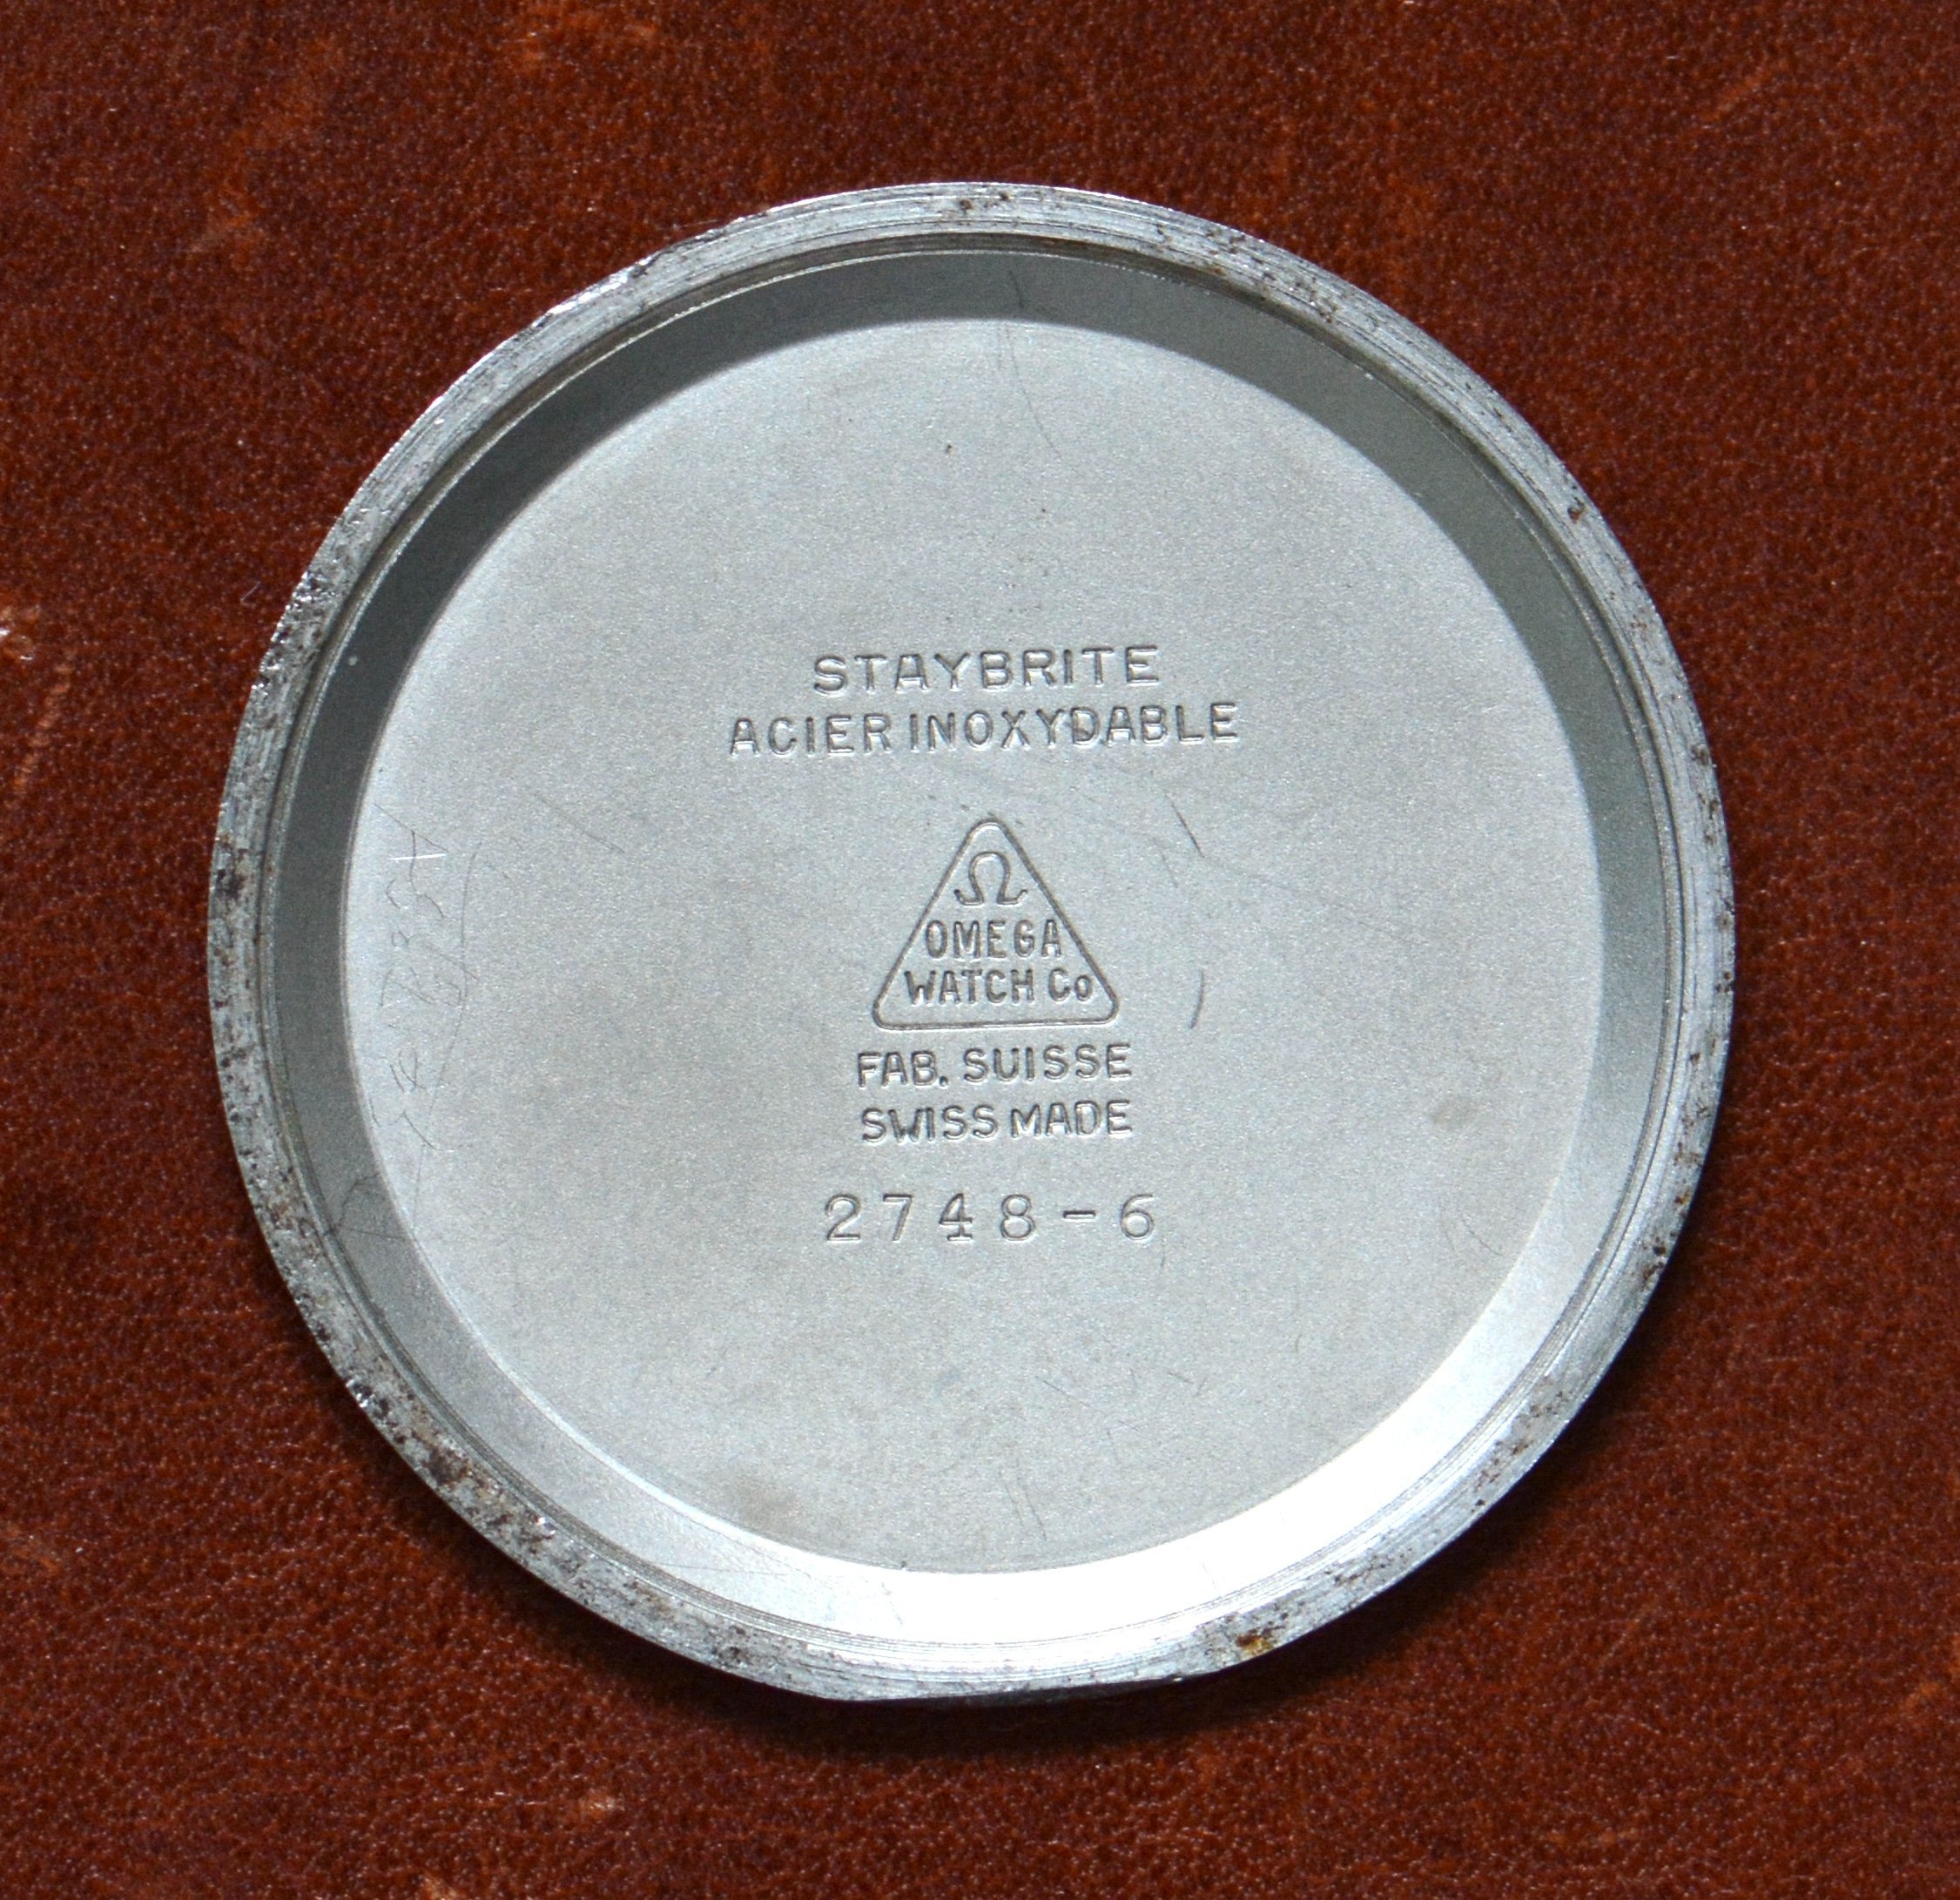 STAYBRITE
ACIER INOXYDABLE
Ω
OMEGA
WATCH Co
FAB. SUISSE
SWISS MADE
2748-6